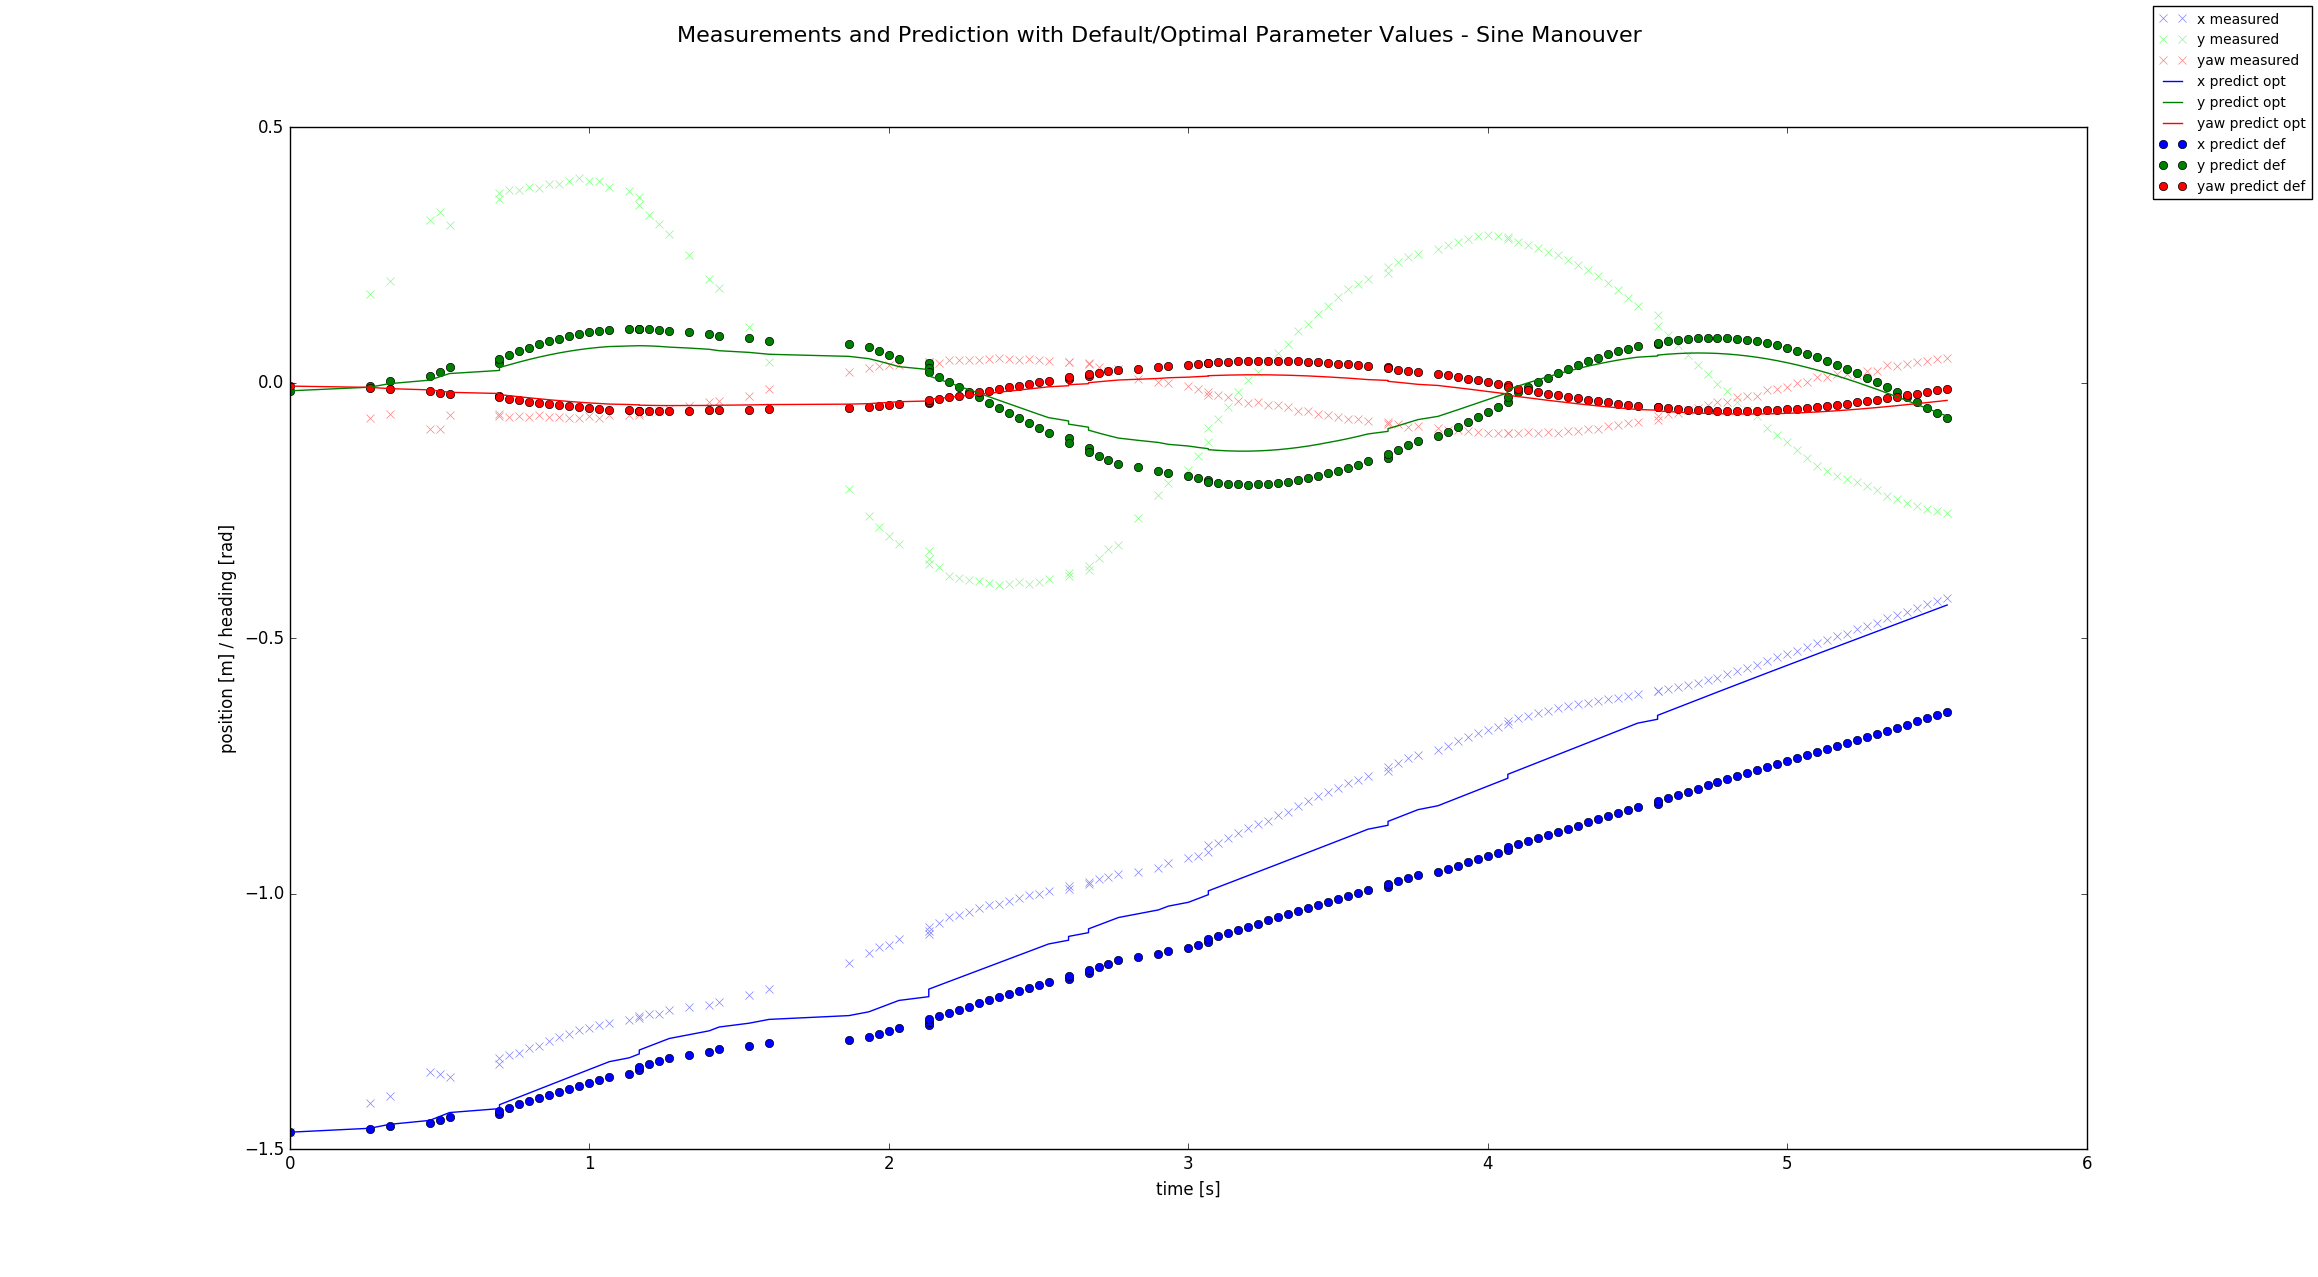 Measurements and Prediction with Default/Optimal Parameter Values - Sine Manouver
x measured
y measured
yaw measured
x predict opt
y predict opt
yaw predict opt
x predict def
y predict def
yaw predict def
0.5
0.0
−0.5
−1.0
−1.5
position [m] / heading [rad]
0 1 2 3 4 5 6
time [s]